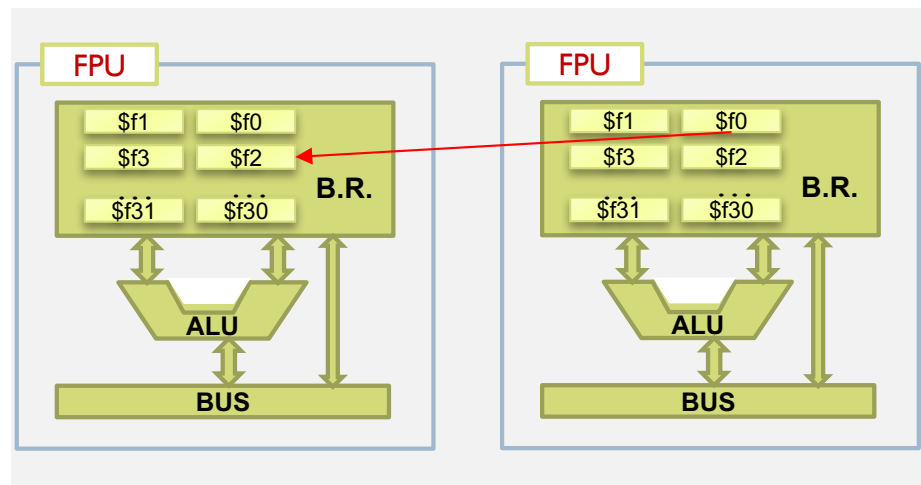 FPU
$f1 $f0
$f3 $f2
B.R.
... ...
$f31 $f30
ALU
BUS
FPU
$f1 $f0
$f3 $f2
B.R.
... ...
$f31 $f30
ALU
BUS